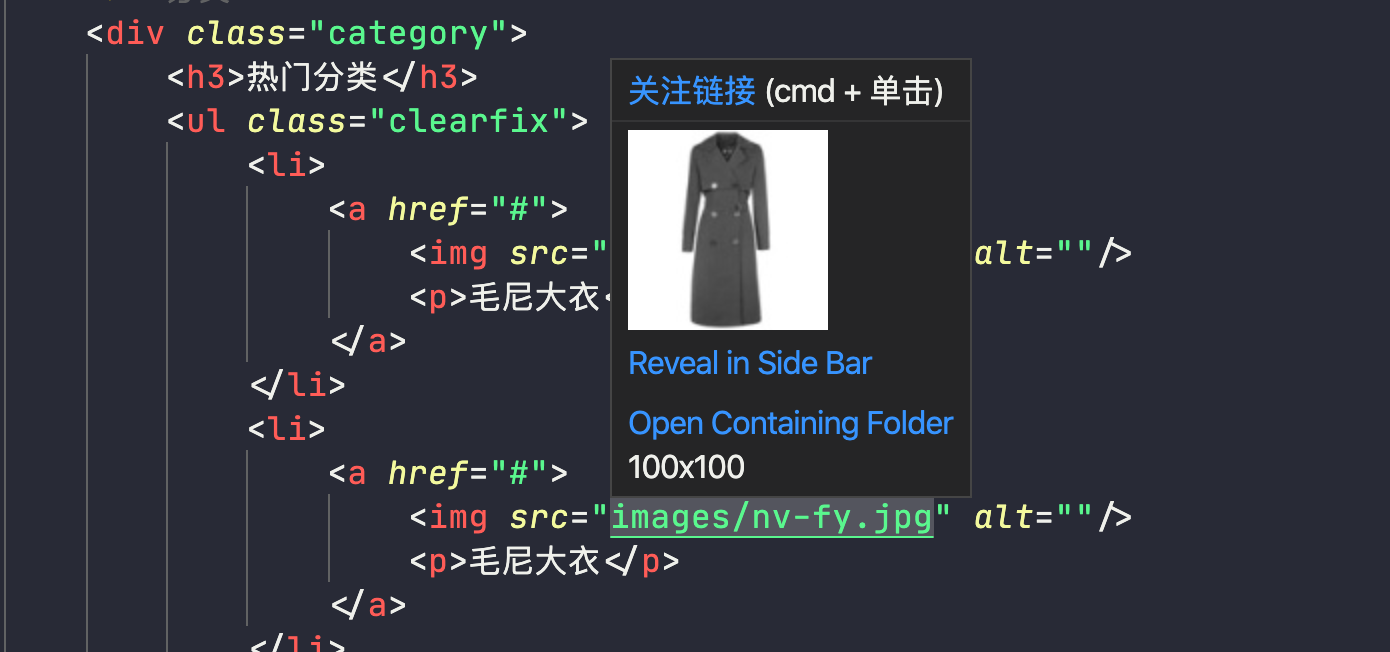 <div class="category">
<h3>热门分类</h3>
<ul class="clearfix">
<li>
<a href="#">
<img src=" alt=""/>
<p>毛尼大衣<
</a>
</li>
<li>
<a href="#">
<img src="images/nv-fy.jpg" alt=""/>
<p>毛尼大衣</p>
</a>
</li>
关注链接 (cmd + 单击)
Reveal in Side Bar
Open Containing Folder
100x100